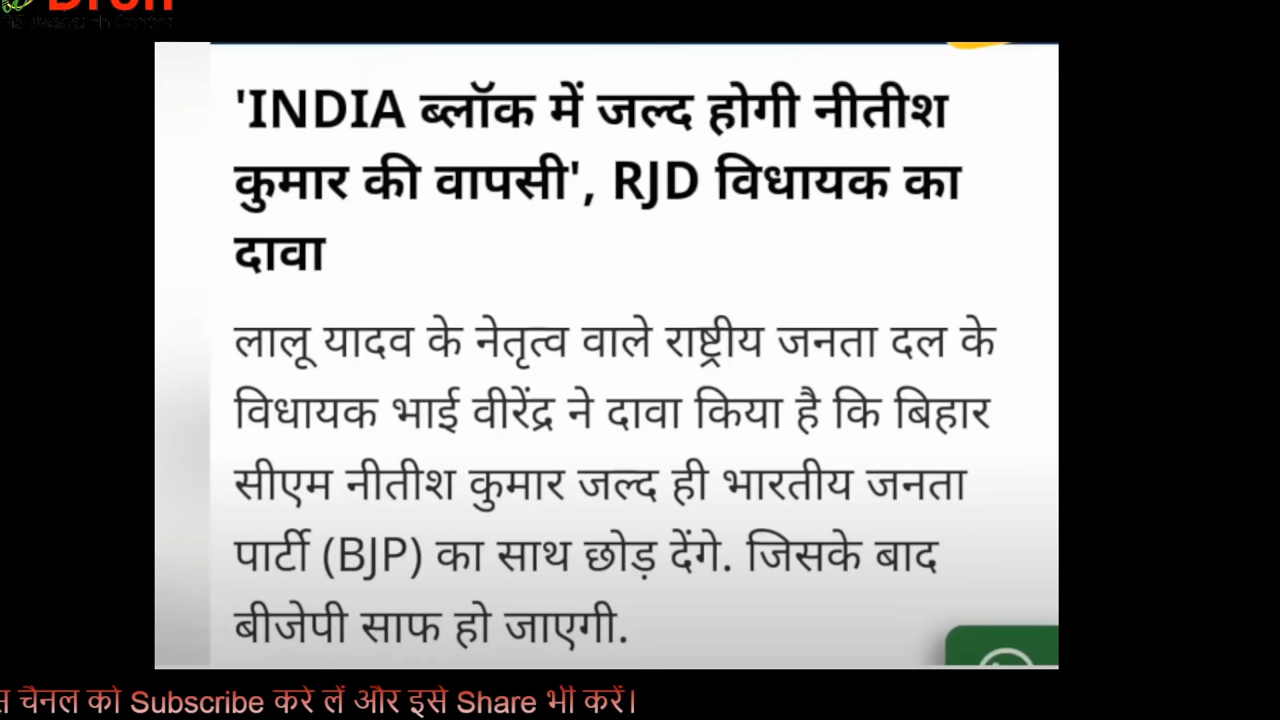 'INDIA ब्लॉक में जल्द होगी नीतीश
कुमार की वापसी', RJD विधायक का
दावा
लालू यादव के नेतृत्व वाले राष्ट्रीय जनता दल के
विधायक भाई वीरेंद्र ने दावा किया है कि बिहार
सीएम नीतीश कुमार जल्द ही भारतीय जनता
पार्टी (BJP) का साथ छोड़ देंगे. जिसके बाद
बीजेपी साफ हो जाएगी.
चैनल को Subscribe करे लें और इसे Share भी करें।